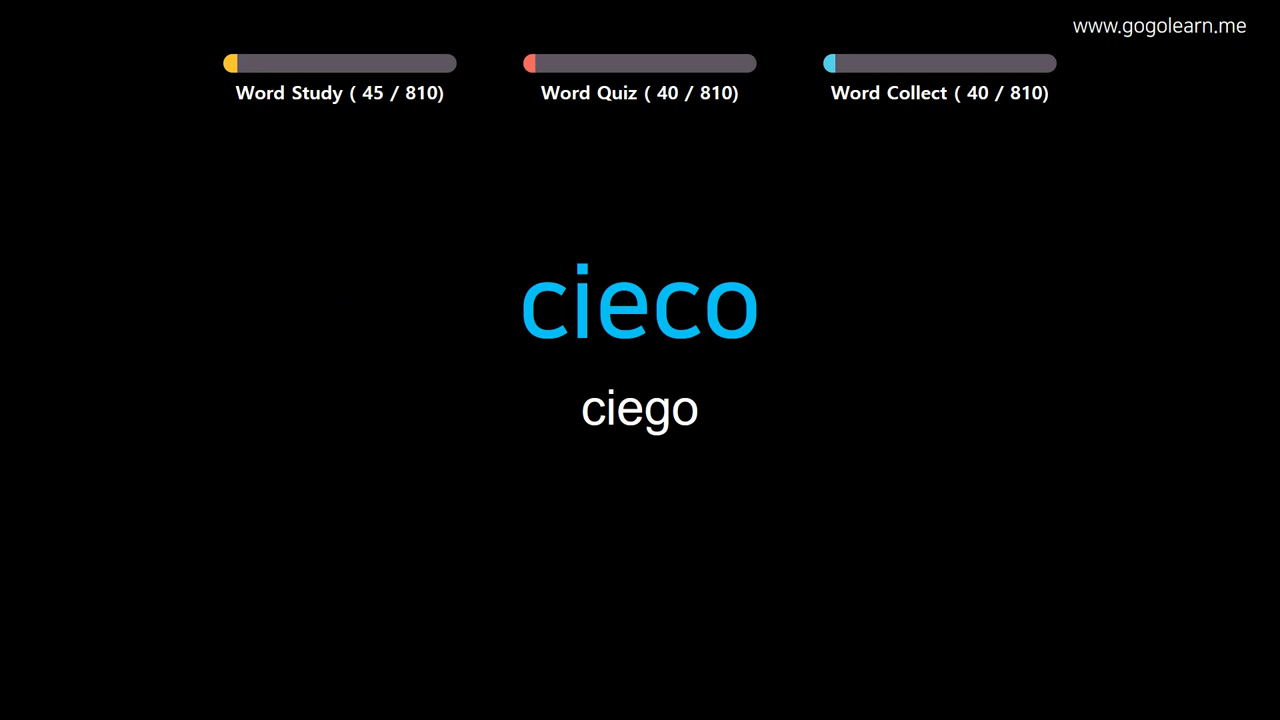 www.gogolearn.me
Word Study ( 45 / 810)
Word Quiz ( 40 / 810)
Word Collect ( 40 / 810)
cieco
ciego